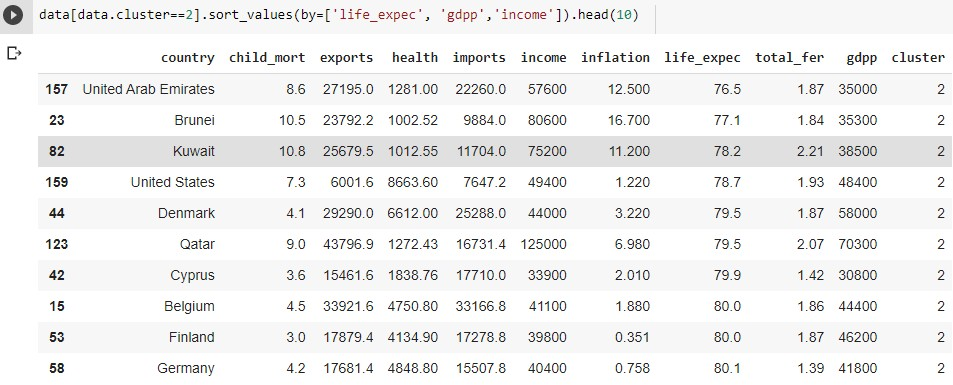 data[data.cluster==2].sort_values(by=['life_expec', 'gdpp','income']).head(10)
country child_mort exports health imports income inflation life_expec total_fer gdpp cluster
157 United Arab Emirates 8.6 27195.0 1281.00 22260.0 57600 12.500 76.5 1.87 35000 2
23 Brunei 10.5 23792.2 1002.52 9884.0 80600 16.700 77.1 1.84 35300 2
82 Kuwait 10.8 25679.5 1012.55 11704.0 75200 11.200 78.2 2.21 38500 2
159 United States 7.3 6001.6 8663.60 7647.2 49400 1.220 78.7 1.93 48400 2
44 Denmark 4.1 29290.0 6612.00 25288.0 44000 3.220 79.5 1.87 58000 2
123 Qatar 9.0 43796.9 1272.43 16731.4 125000 6.980 79.5 2.07 70300 2
42 Cyprus 3.6 15461.6 1838.76 17710.0 33900 2.010 79.9 1.42 30800 2
15 Belgium 4.5 33921.6 4750.80 33166.8 41100 1.880 80.0 1.86 44400 2
53 Finland 3.0 17879.4 4134.90 17278.8 39800 0.351 80.0 1.87 46200 2
58 Germany 4.2 17681.4 4848.80 15507.8 40400 0.758 80.1 1.39 41800 2